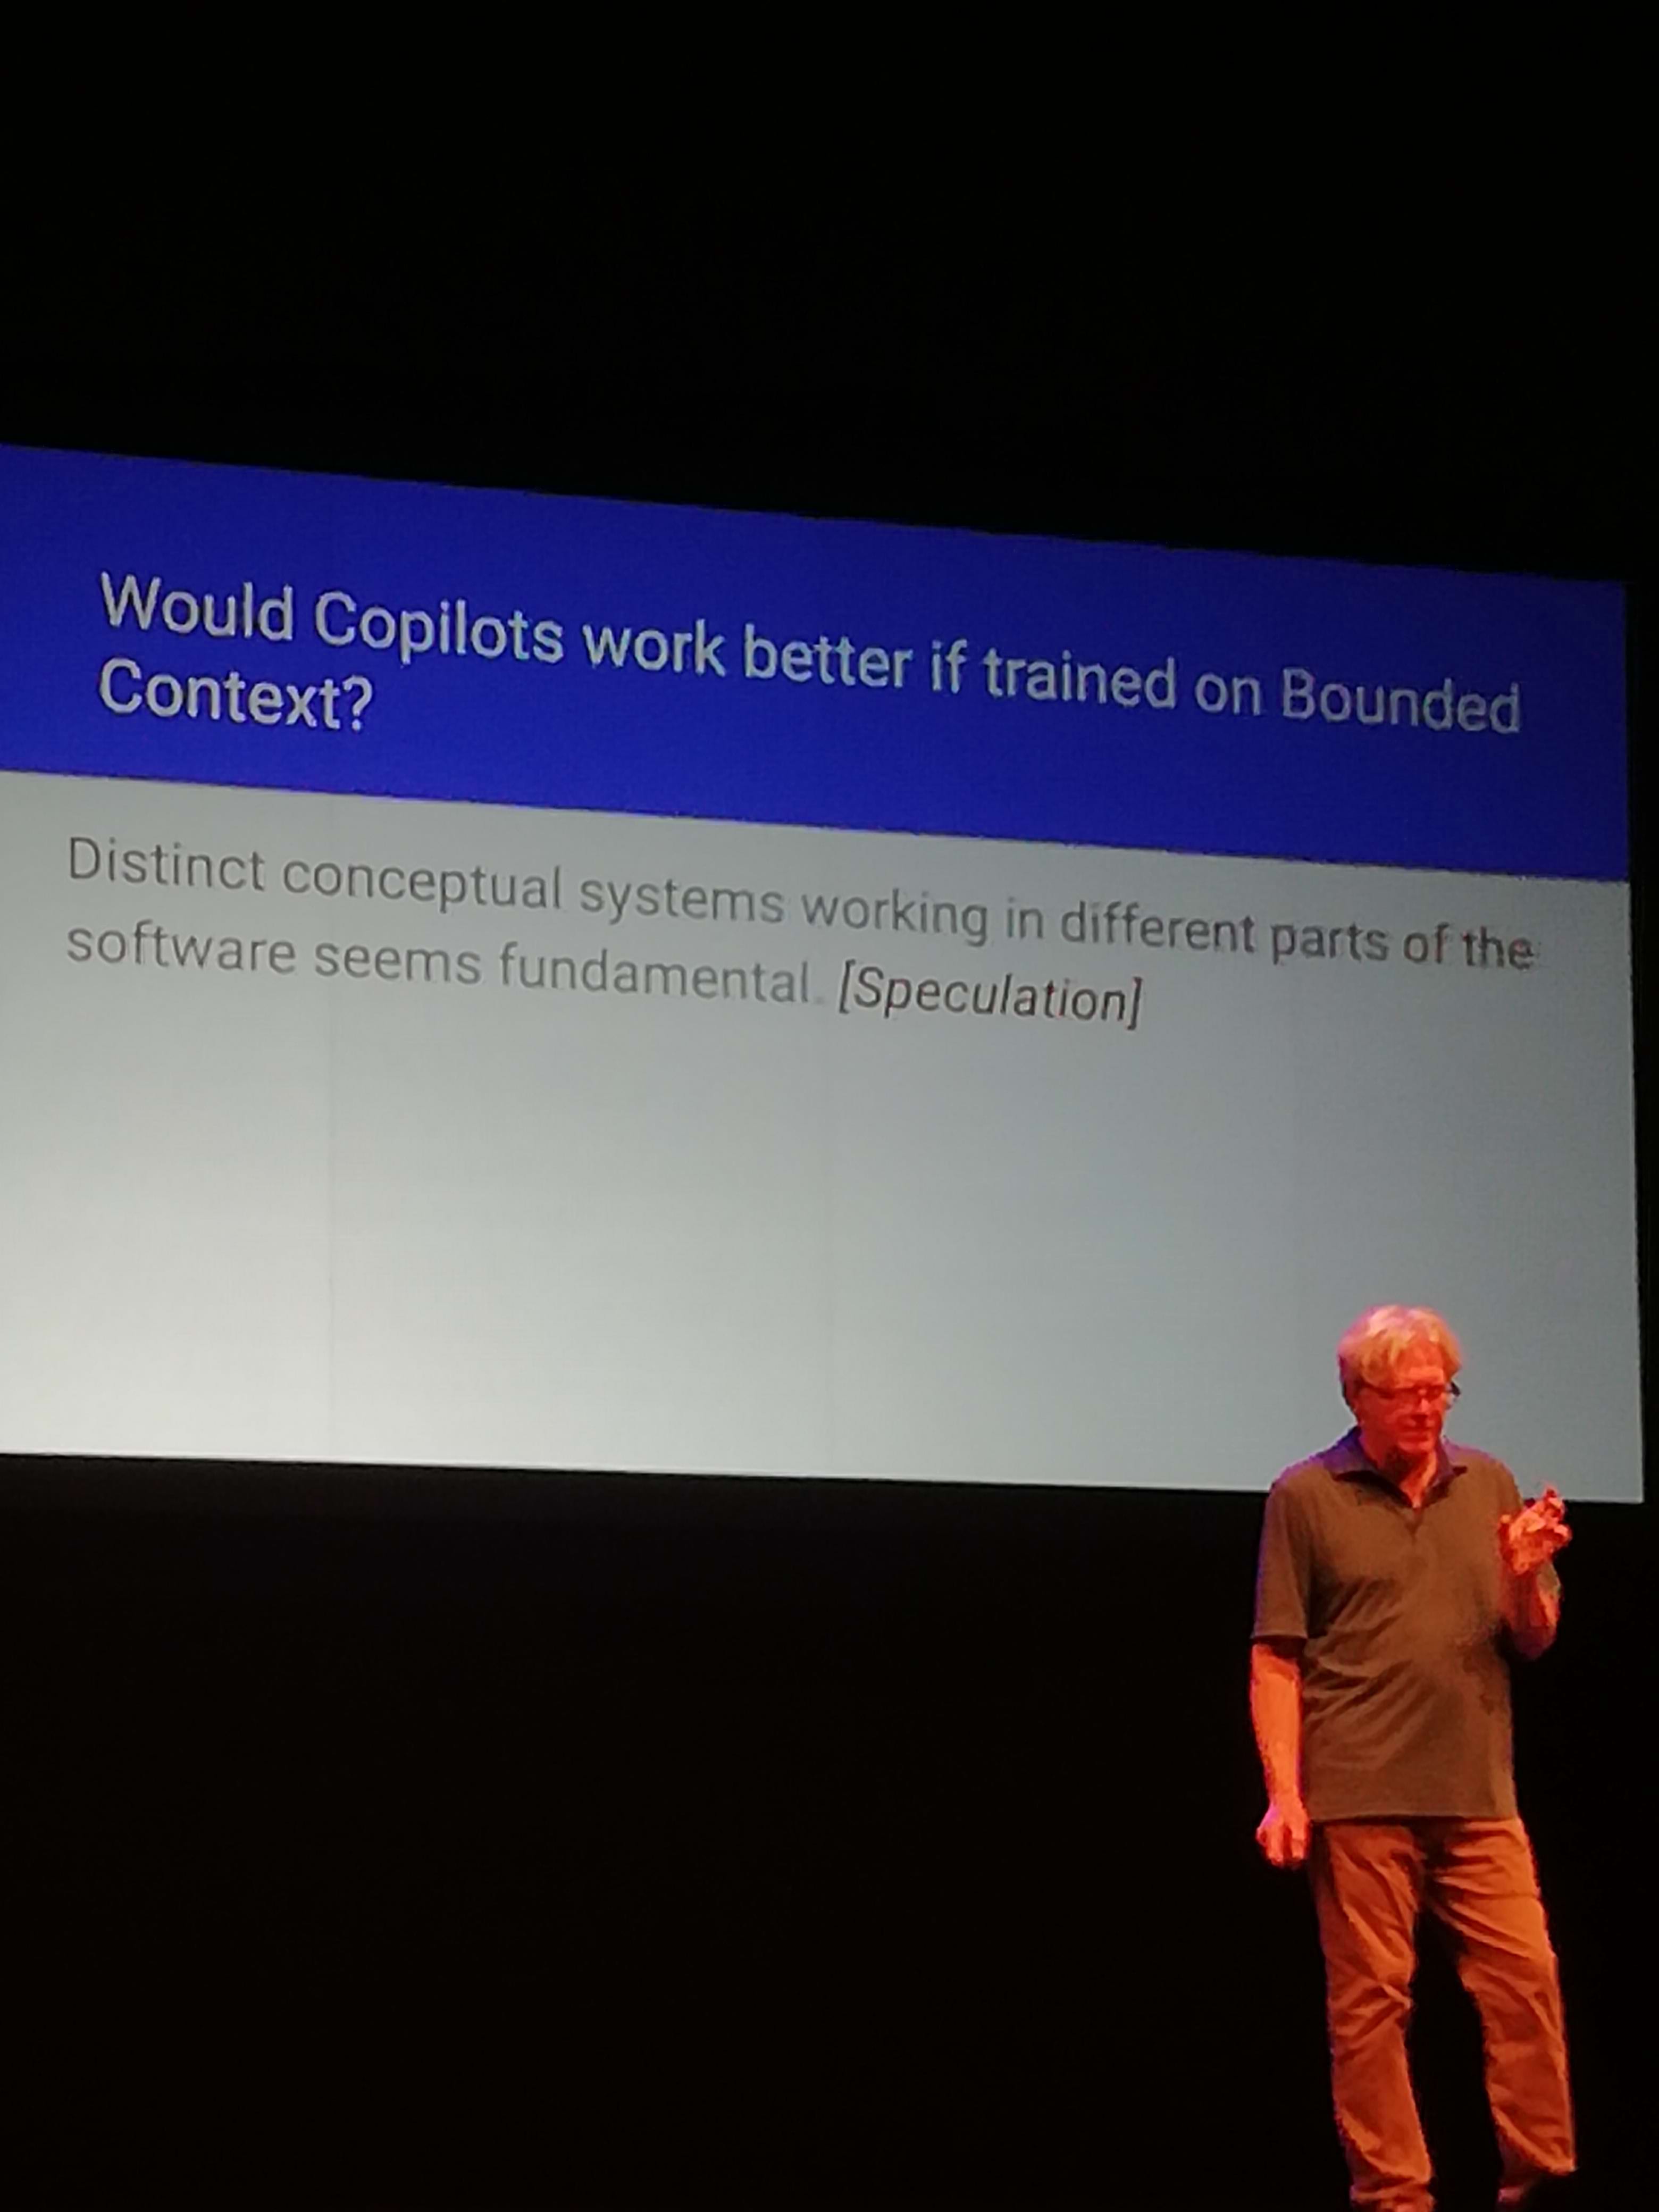 Would Copilots work better if trained on Bounded
Context?
Distinct conceptual systems working in different parts of the
software seems fundamental. [Speculation]